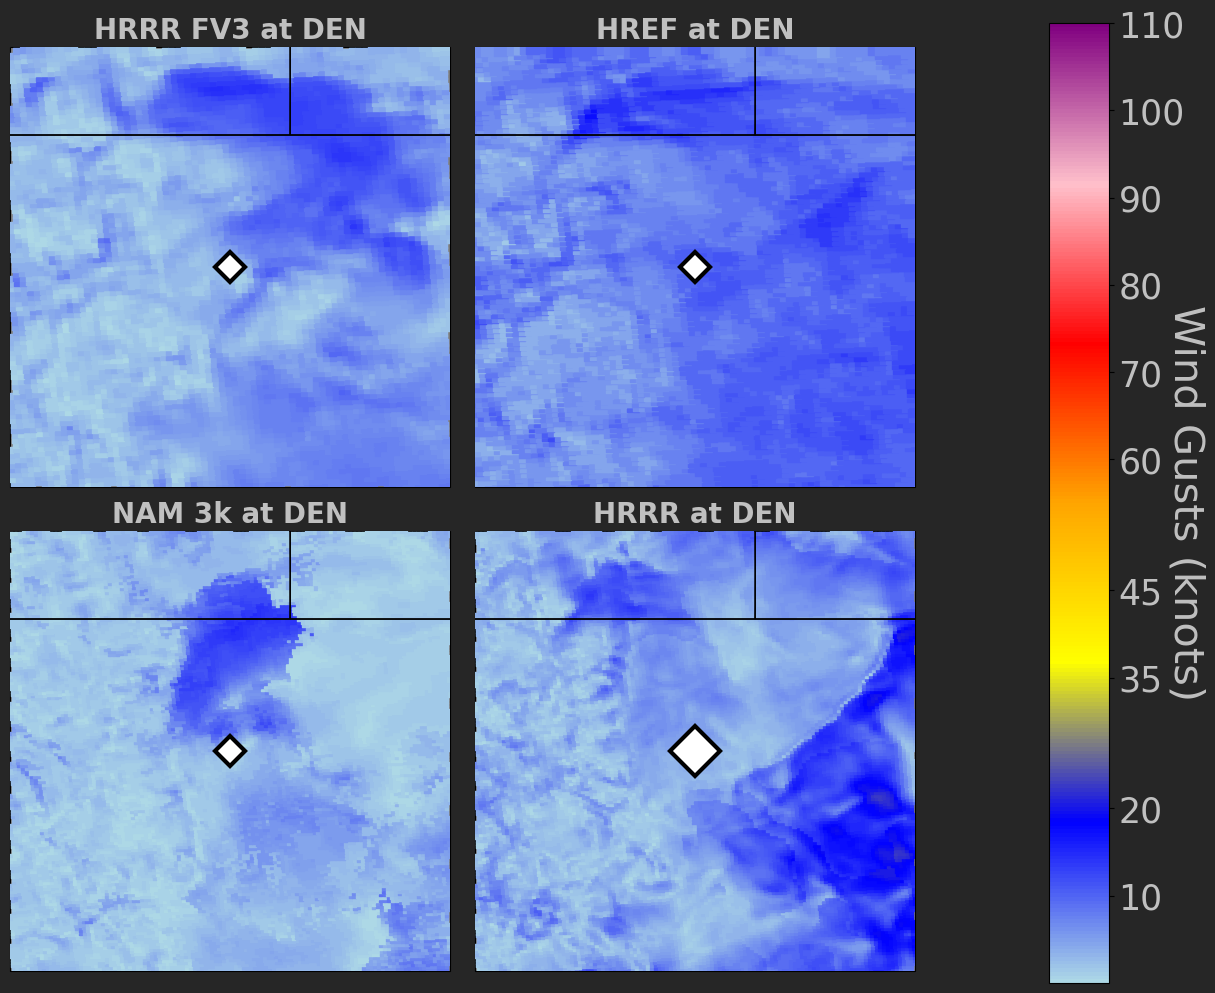 HRRR FV3 at DEN
HREF at DEN
NAM 3k at DEN
HRRR at DEN
110
100
90
80
70
60
45
35
20
10
Wind Gusts (knots)